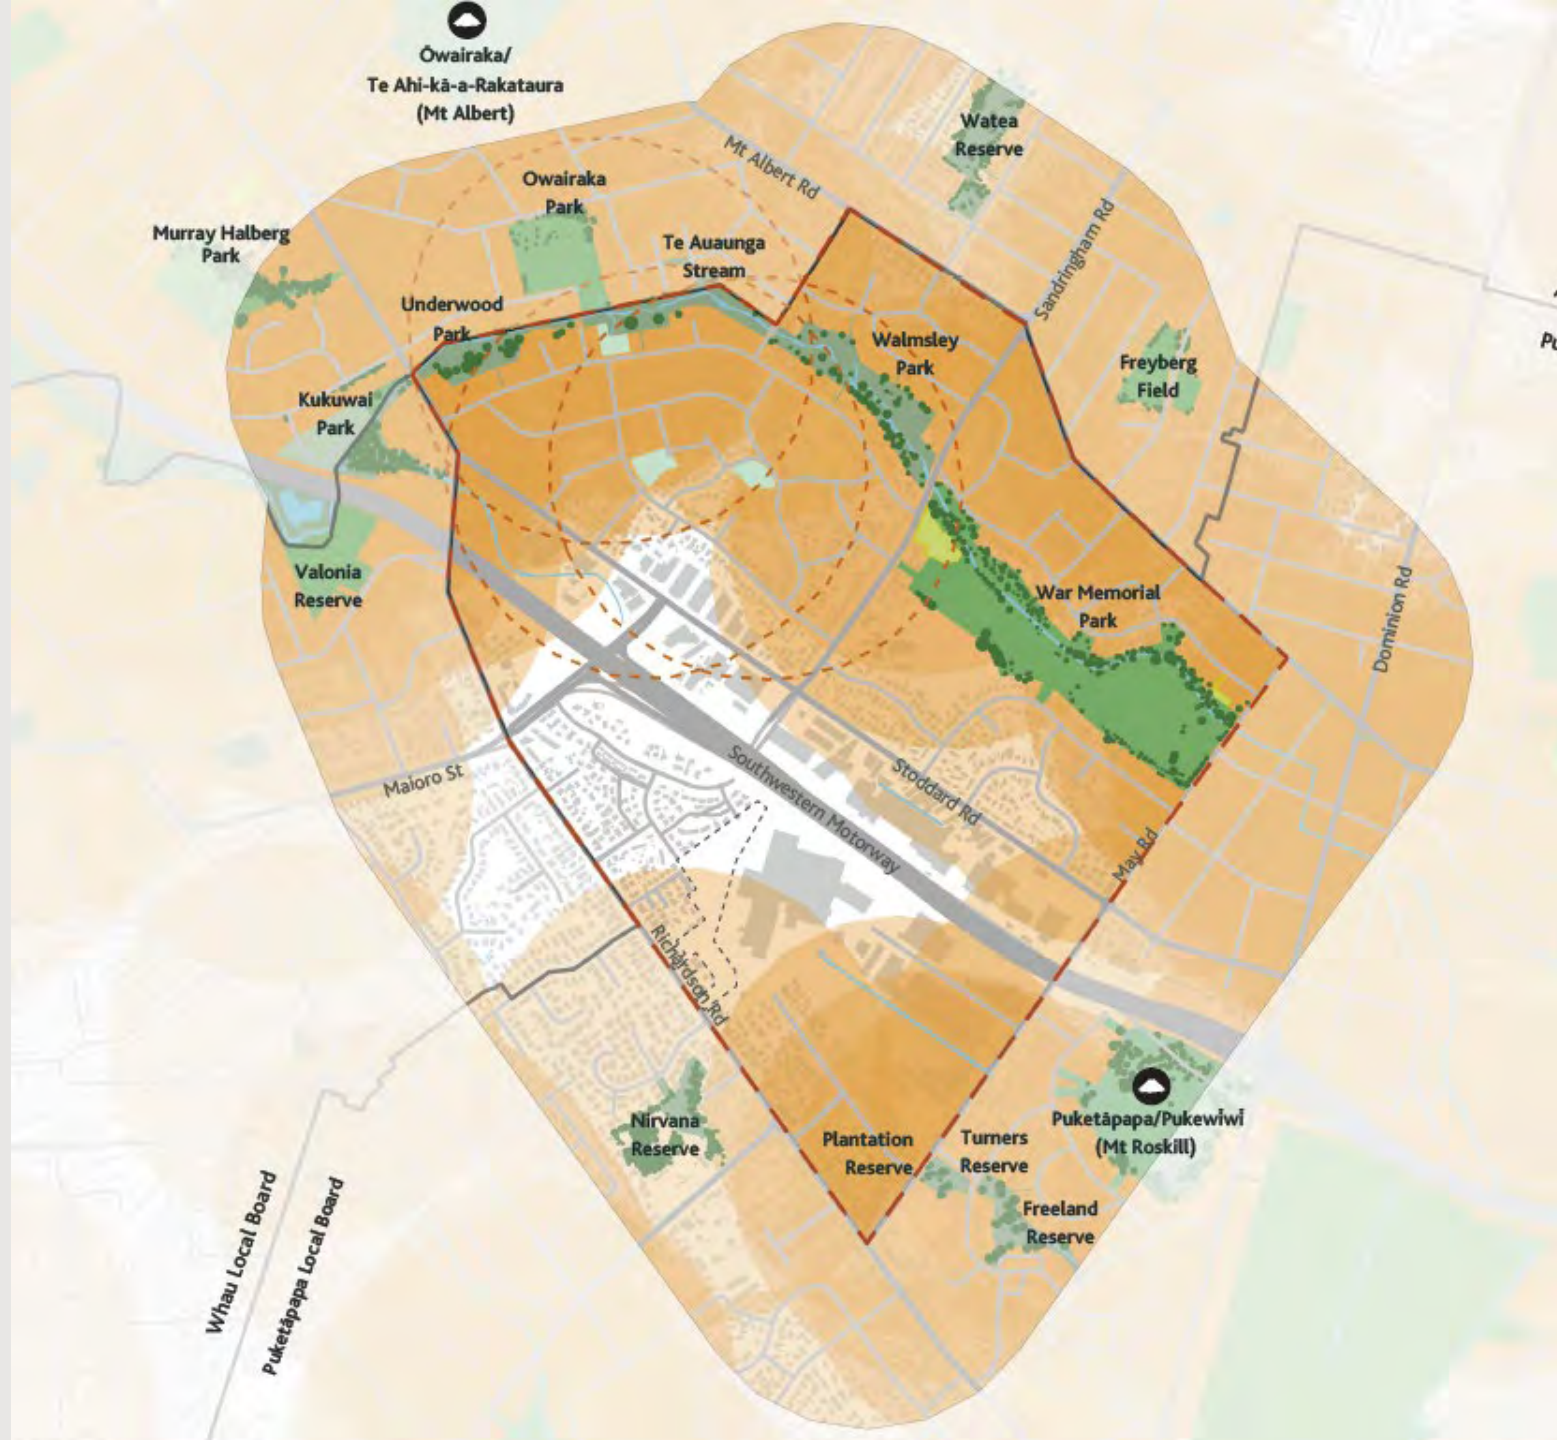 Ōwairaka/
Te Ahi-kā-a-Rakataura
(Mt Albert)
Watea
Reserve
Mt Albert Rd
Owairaka
Park
Murray Halberg
Park
Te Auaunga
Stream
Sandringham Rd
Underwood
Park
Walmsley
Park
Freyberg
Field
Kukuwai
Park
Valonia
Reserve
War Memorial
Park
Dominion Rd
Maioro St
Southwestern Motorway
Stoddard Rd
May Rd
Richardson Rd
Nirvana
Reserve
Plantation
Reserve
Turners
Reserve
Puketāpapa/Pukewīwī
(Mt Roskill)
Freeland
Reserve
Whau Local Board
Puketāpapa Local Board